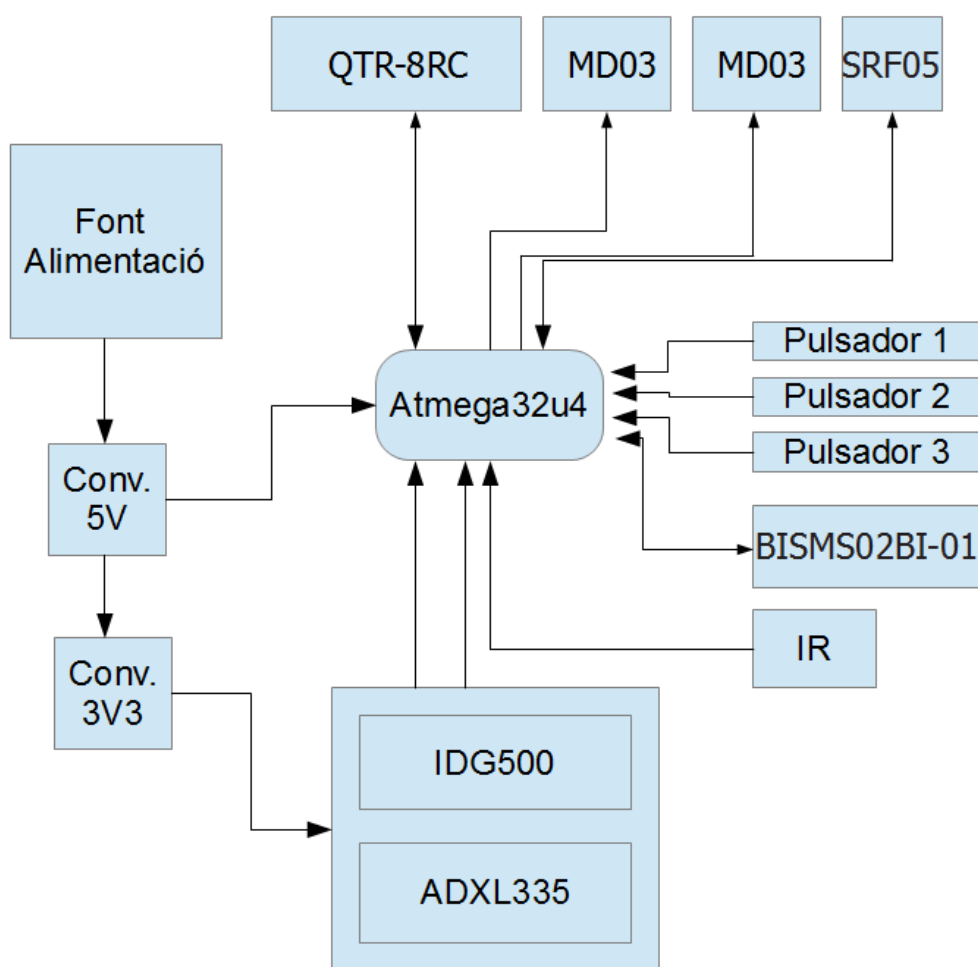 QTR-8RC
MD03
MD03
SRF05
Font
Alimentació
Pulsador 1
Atmega32u4
Pulsador 2
Pulsador 3
Conv.
5V
BISMS02BI-01
IR
Conv.
3V3
IDG500
ADXL335